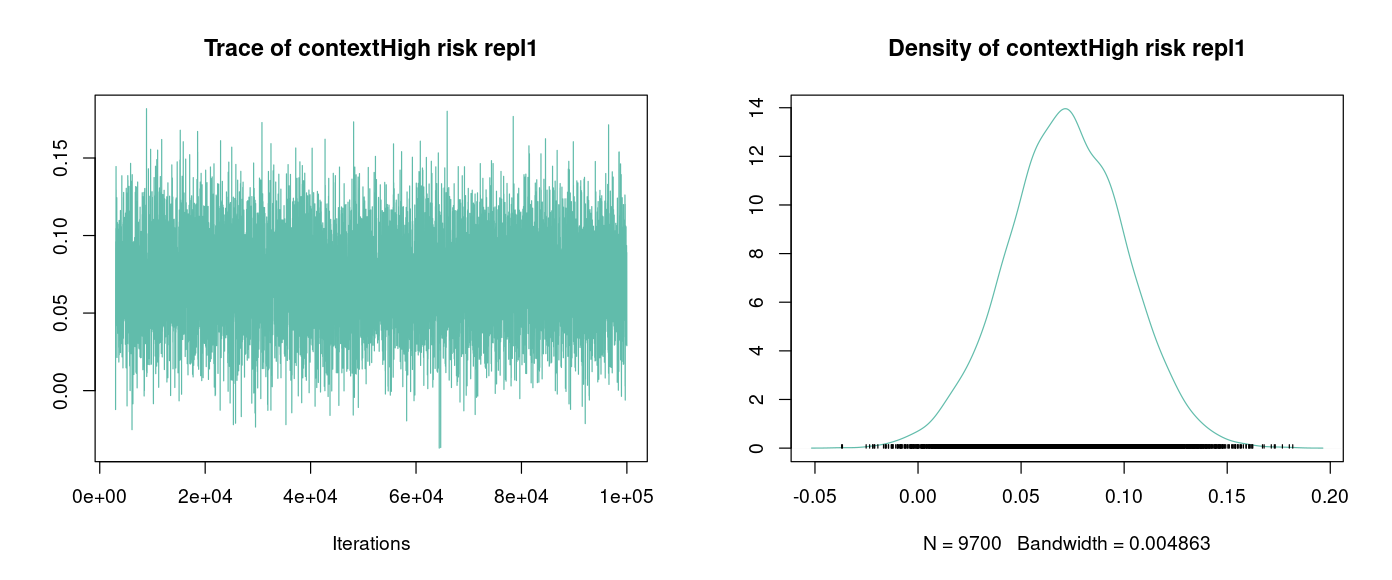 Trace of contextHigh risk repl1
0.15
0.10
0.05
0.00
0e+00 2e+04 4e+04 6e+04 8e+04 1e+05
Iterations
Density of contextHigh risk repl1
14
12
10
8
6
4
2
0
-0.05 0.00 0.05 0.10 0.15 0.20
N = 9700 Bandwidth = 0.004863